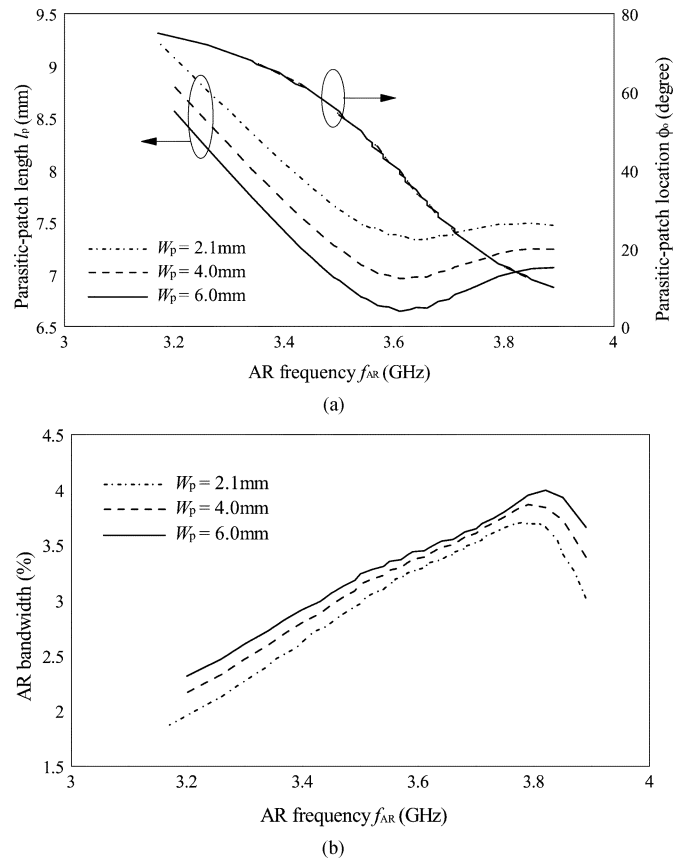 9.5
9
8.5
8
7.5
7
6.5
Parasitic-patch length lp (mm)
80
60
40
20
0
Parasitic-patch location ϕo (degree)
Wp = 2.1mm
Wp = 4.0mm
Wp = 6.0mm
3 3.2 3.4 3.6 3.8 4
AR frequency fAR (GHz)
(a)
4.5
4
3.5
3
2.5
2
1.5
AR bandwidth (%)
Wp = 2.1mm
Wp = 4.0mm
Wp = 6.0mm
3 3.2 3.4 3.6 3.8 4
AR frequency fAR (GHz)
(b)